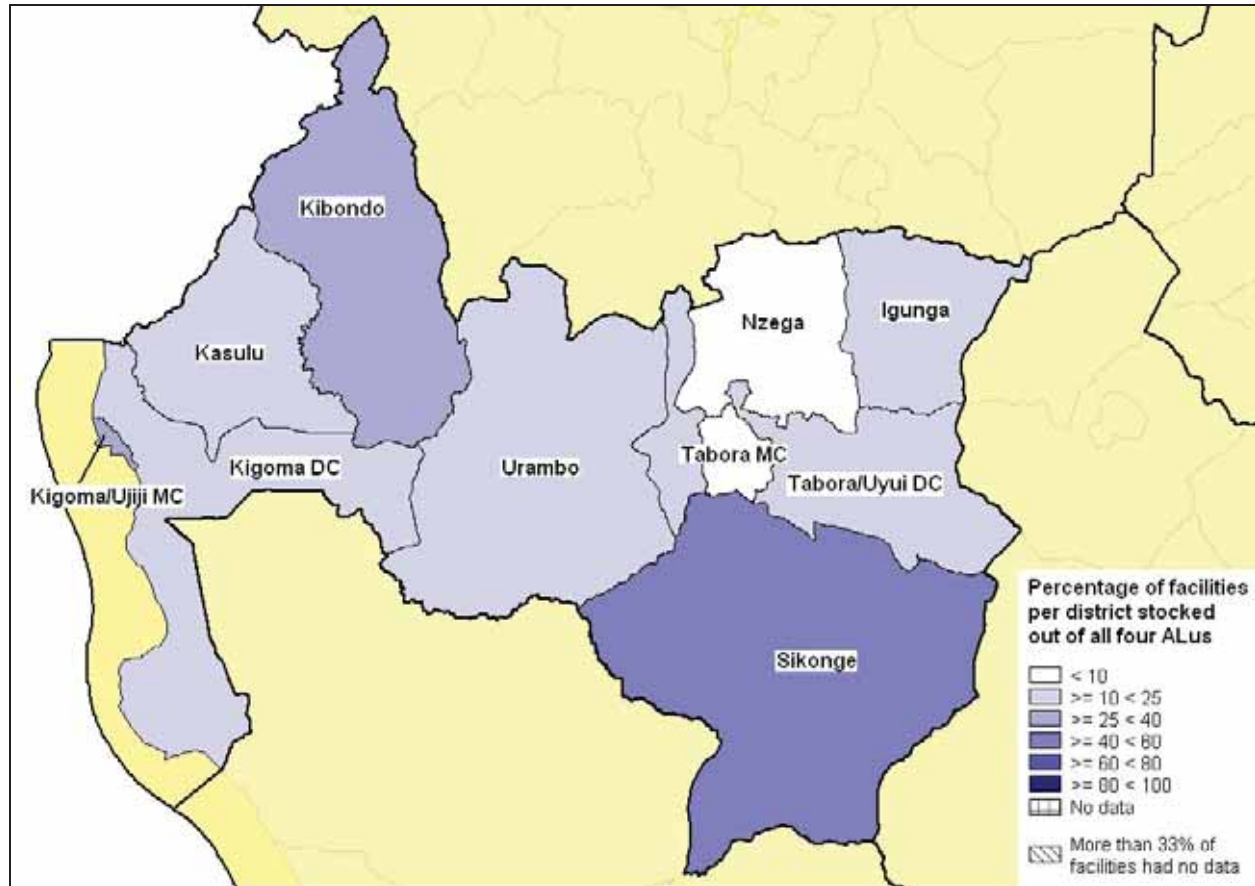 Kibondo
Nzega
Igunga
Kasulu
Kigoma DC
Urambo
Tabora MC
Tabora/Uyui DC
Kigoma/Ujiji MC
Sikonge
Percentage of facilities
per district stocked
out of all four ALus
< 10
>= 10 < 25
>= 25 < 40
>= 40 < 60
>= 60 < 80
>= 80 < 100
No data
More than 33% of
facilities had no data